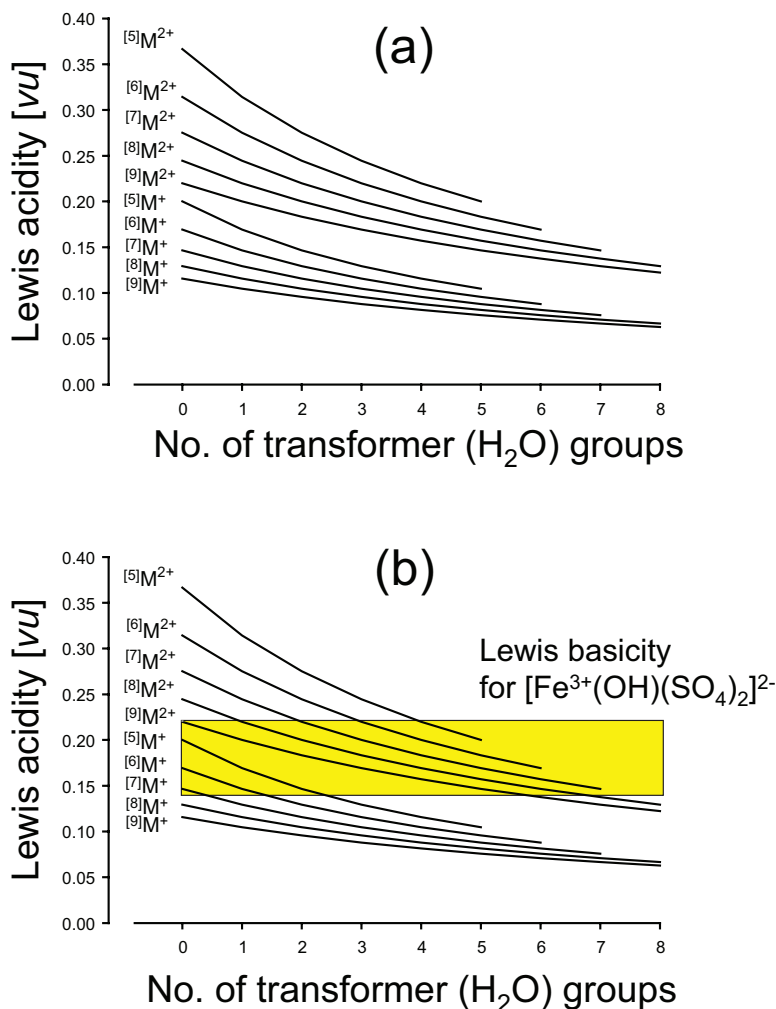 (a)
Lewis acidity [vu]
0.40
0.35
0.30
0.25
0.20
0.15
0.10
0.05
0.00
[5]M2+
[6]M2+
[7]M2+
[8]M2+
[9]M2+
[5]M+
[6]M+
[7]M+
[8]M+
[9]M+
0 1 2 3 4 5 6 7 8
No. of transformer (H2O) groups
(b)
Lewis acidity [vu]
0.40
0.35
0.30
0.25
0.20
0.15
0.10
0.05
0.00
[5]M2+
[6]M2+
[7]M2+
[8]M2+
[9]M2+
[5]M+
[6]M+
[7]M+
[8]M+
[9]M+
Lewis basicity
for [Fe3+(OH)(SO4)2]2-
0 1 2 3 4 5 6 7 8
No. of transformer (H2O) groups